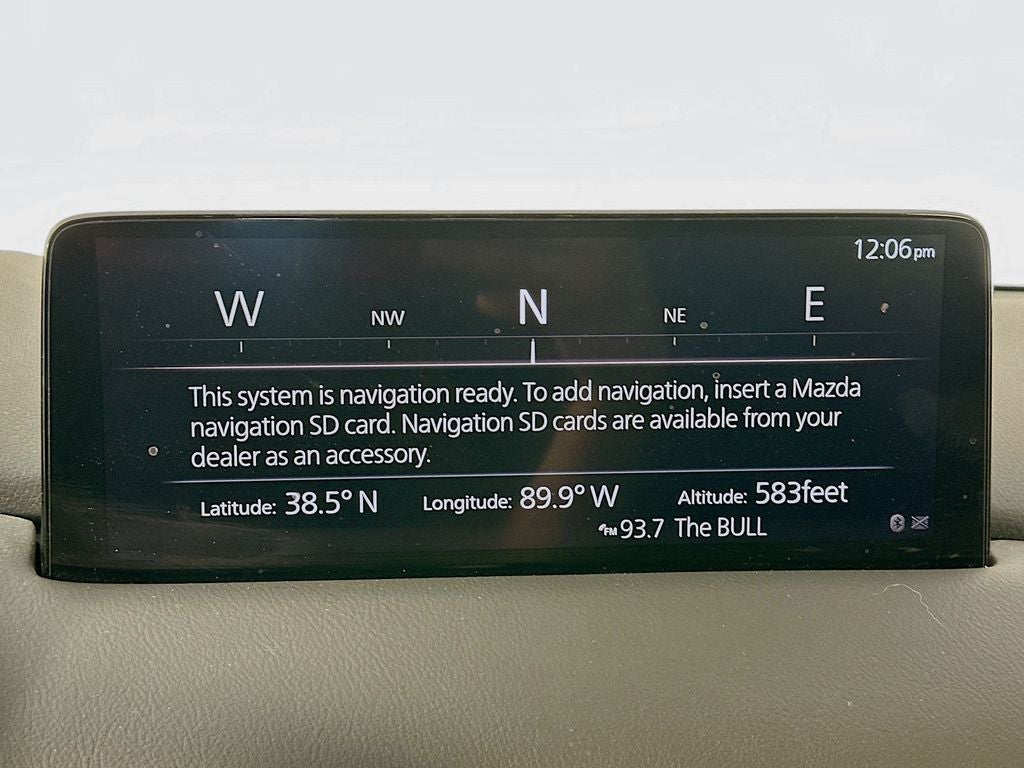 12:06pm
W NW N NE E
This system is navigation ready. To add navigation, insert a Mazda
navigation SD card. Navigation SD cards are available from your
dealer as an accessory.
Latitude: 38.5° N Longitude: 89.9° W Altitude: 583feet
FM 93.7 The BULL